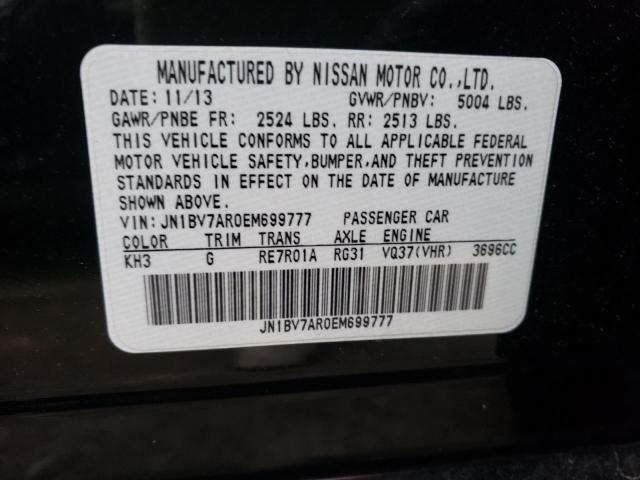 MANUFACTURED BY NISSAN MOTOR CO.,LTD.
DATE: 11/13 GVWR/PNBV: 5004 LBS.
GAWR/PNBE FR: 2524 LBS. RR: 2513 LBS.
THIS VEHICLE CONFORMS TO ALL APPLICABLE FEDERAL
MOTOR VEHICLE SAFETY,BUMPER,AND THEFT PREVENTION
STANDARDS IN EFFECT ON THE DATE OF MANUFACTURE
SHOWN ABOVE.
VIN: JN1BV7AR0EM699777 PASSENGER CAR
COLOR TRIM TRANS AXLE ENGINE
KH3 G RE7R01A RG31 VQ37(VHR) 3696CC
JN1BV7AR0EM699777